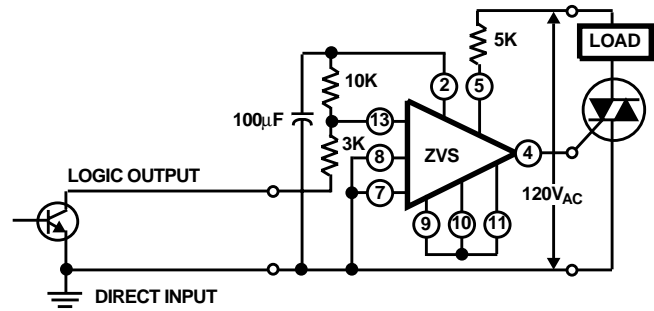 5K
LOAD
2
5
10K
100µF
13
3K
8
ZVS
4
LOGIC OUTPUT
7
120VAC
9
10
11
DIRECT INPUT